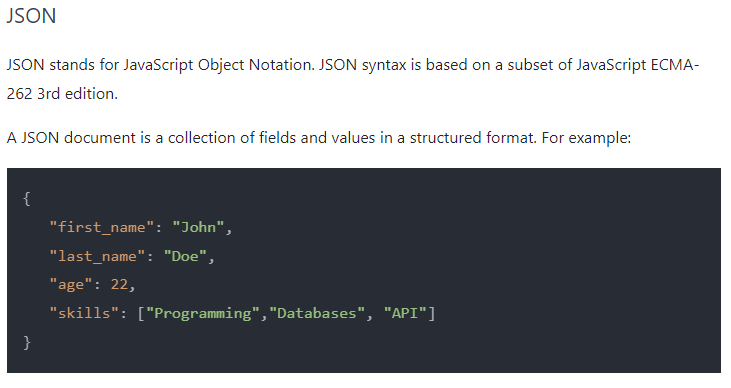 JSON
JSON stands for JavaScript Object Notation. JSON syntax is based on a subset of JavaScript ECMA-
262 3rd edition.
A JSON document is a collection of fields and values in a structured format. For example:
{
   "first_name": "John",
   "last_name": "Doe",
   "age": 22,
   "skills": ["Programming","Databases", "API"]
}